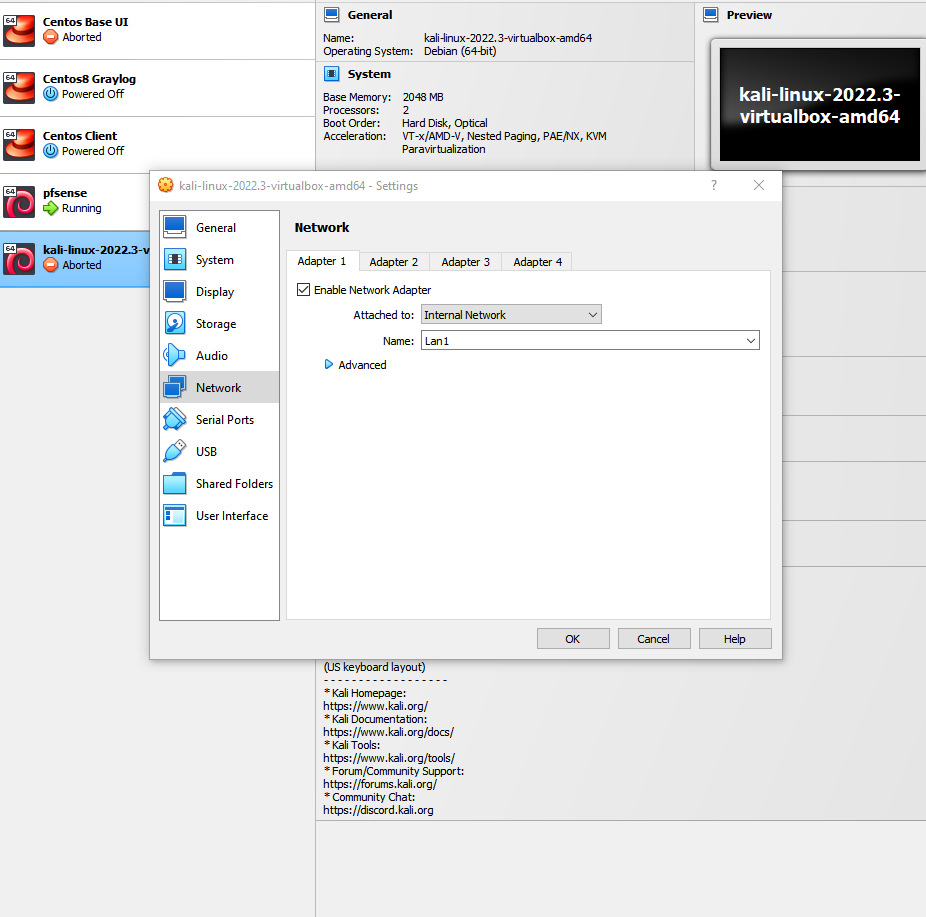 Centos Base UI
Aborted
Centos8 Graylog
Powered Off
Centos Client
Powered Off
pfsense
Running
kali-linux-2022.3-v
Aborted
64
64
64
64
64
General
Name: kali-linux-2022.3-virtualbox-amd64
Operating System: Debian (64-bit)
System
Base Memory: 2048 MB
Processors: 2
Boot Order: Hard Disk, Optical
Acceleration: VT-x/AMD-V, Nested Paging, PAE/NX, KVM
Paravirtualization
Preview
kali-linux-2022.3-
virtualbox-amd64
kali-linux-2022.3-virtualbox-amd64 - Settings
?
General
System
Display
Storage
Audio
Network
Serial Ports
USB
Shared Folders
User Interface
Network
Adapter 1 Adapter 2 Adapter 3 Adapter 4
Enable Network Adapter
Attached to: Internal Network
Name: Lan1
Advanced
OK Cancel Help
(US keyboard layout)
- - - - - - - - - - - - - - - - - -
* Kali Homepage:
https://www.kali.org/
* Kali Documentation:
https://www.kali.org/docs/
* Kali Tools:
https://www.kali.org/tools/
* Forum/Community Support:
https://forums.kali.org/
* Community Chat:
https://discord.kali.org